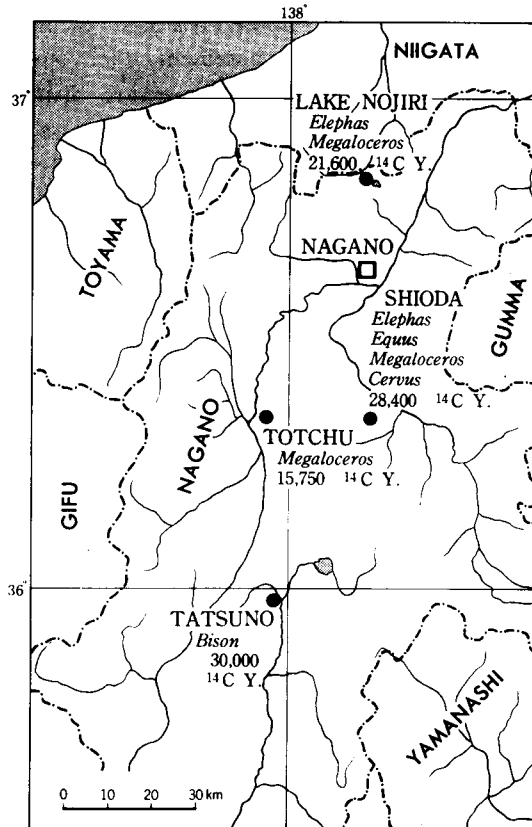 138°
NIIGATA
37°
LAKE NOJIRI
Elephas
Megaloceros
21,600 ¹⁴C Y.
TOYAMA
NAGANO
SHIODA
Elephas
Equus
Megaloceros
Cervus
28,400 ¹⁴C Y.
GUMMA
NAGANO
TOTCHU
Megaloceros
15,750 ¹⁴C Y.
GIFU
36°
TATSUNO
Bison
30,000
¹⁴C Y.
YAMANASHI
0 10 20 30 km